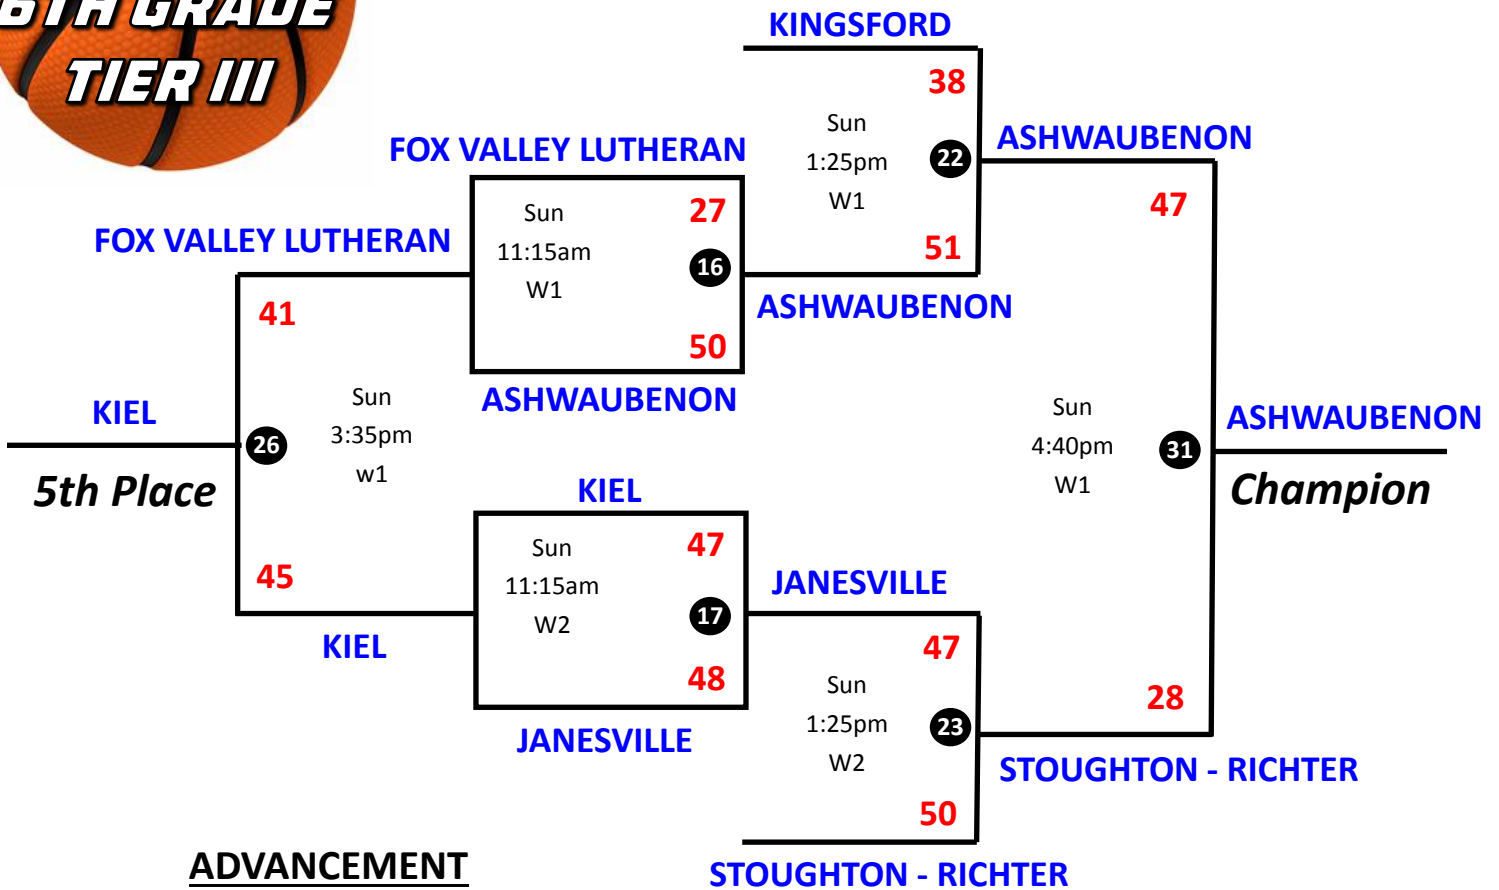 6TH GRADE
TIER III
KINGSFORD
38
Sun
1:25pm
W1
22
51
ASHWAUBENON
FOX VALLEY LUTHERAN
Sun
11:15am
W1
27
16
50
ASHWAUBENON
ASHWAUBENON
FOX VALLEY LUTHERAN
41
Sun
3:35pm
w1
26
45
KIEL
KIEL
5th Place
KIEL
Sun
11:15am
W2
47
17
48
JANESVILLE
JANESVILLE
47
Sun
1:25pm
W2
23
50
STOUGHTON - RICHTER
STOUGHTON - RICHTER
47
Sun
4:40pm
W1
31
28
ASHWAUBENON
Champion
ADVANCEMENT